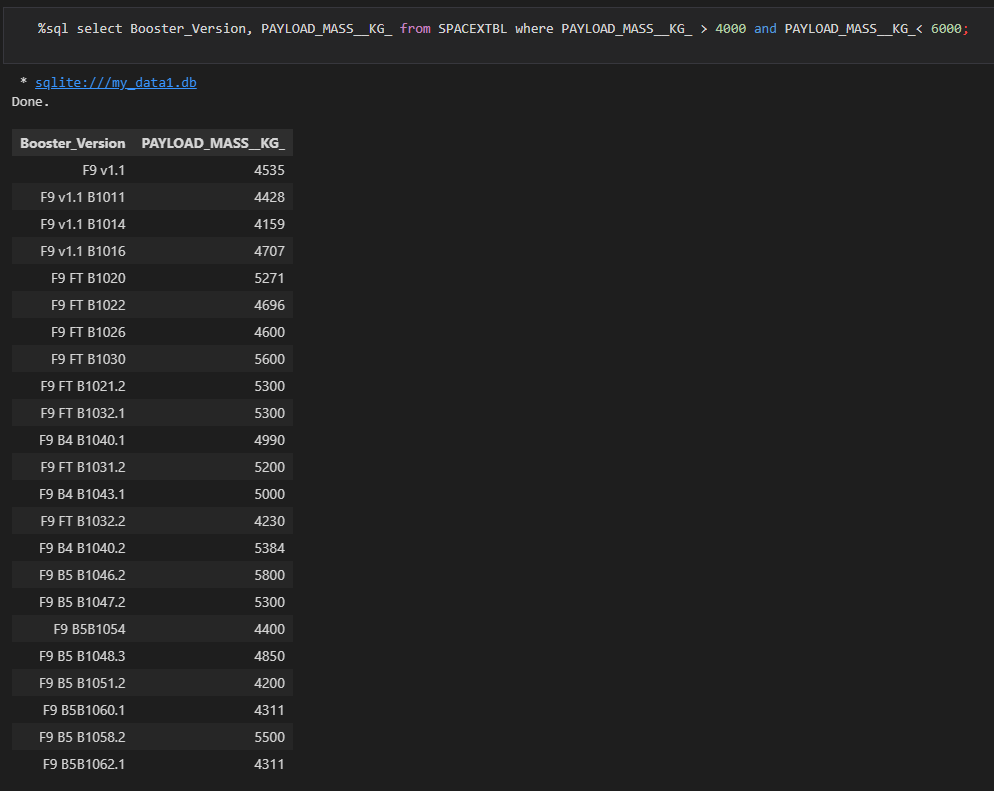 %sql select Booster_Version, PAYLOAD_MASS__KG_ from SPACEXTBL where PAYLOAD_MASS__KG_ > 4000 and PAYLOAD_MASS__KG_< 6000;
* sqlite:///my_data1.db
Done.
Booster_Version PAYLOAD_MASS__KG_
F9 v1.1 4535
F9 v1.1 B1011 4428
F9 v1.1 B1014 4159
F9 v1.1 B1016 4707
F9 FT B1020 5271
F9 FT B1022 4696
F9 FT B1026 4600
F9 FT B1030 5600
F9 FT B1021.2 5300
F9 FT B1032.1 5300
F9 B4 B1040.1 4990
F9 FT B1031.2 5200
F9 B4 B1043.1 5000
F9 FT B1032.2 4230
F9 B4 B1040.2 5384
F9 B5 B1046.2 5800
F9 B5 B1047.2 5300
F9 B5B1054 4400
F9 B5 B1048.3 4850
F9 B5 B1051.2 4200
F9 B5B1060.1 4311
F9 B5 B1058.2 5500
F9 B5B1062.1 4311